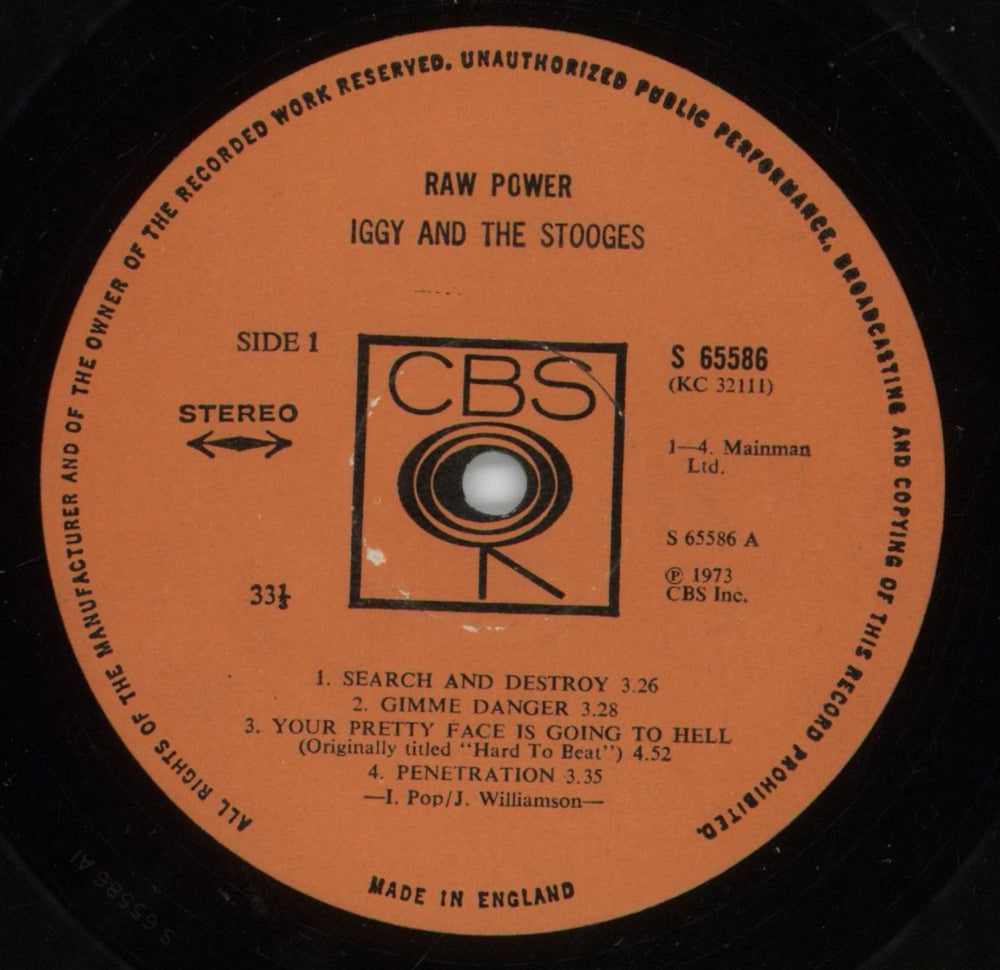 ALL RIGHTS OF THE MANUFACTURER AND OF THE OWNER OF THE RECORDED WORK RESERVED. UNAUTHORIZED PUBLIC PERFORMANCE, BROADCASTING AND COPYING OF THIS RECORD PROHIBITED.
RAW POWER
IGGY AND THE STOOGES
SIDE 1
STEREO
33⅓
CBS
S 65586
(KC 32111)
1—4. Mainman
Ltd.
S 65586 A
Ⓟ 1973
CBS Inc.
1. SEARCH AND DESTROY 3.26
2. GIMME DANGER 3.28
3. YOUR PRETTY FACE IS GOING TO HELL
(Originally titled "Hard To Beat") 4.52
4. PENETRATION 3.35
—I. Pop/J. Williamson—
MADE IN ENGLAND
S 65586 A1